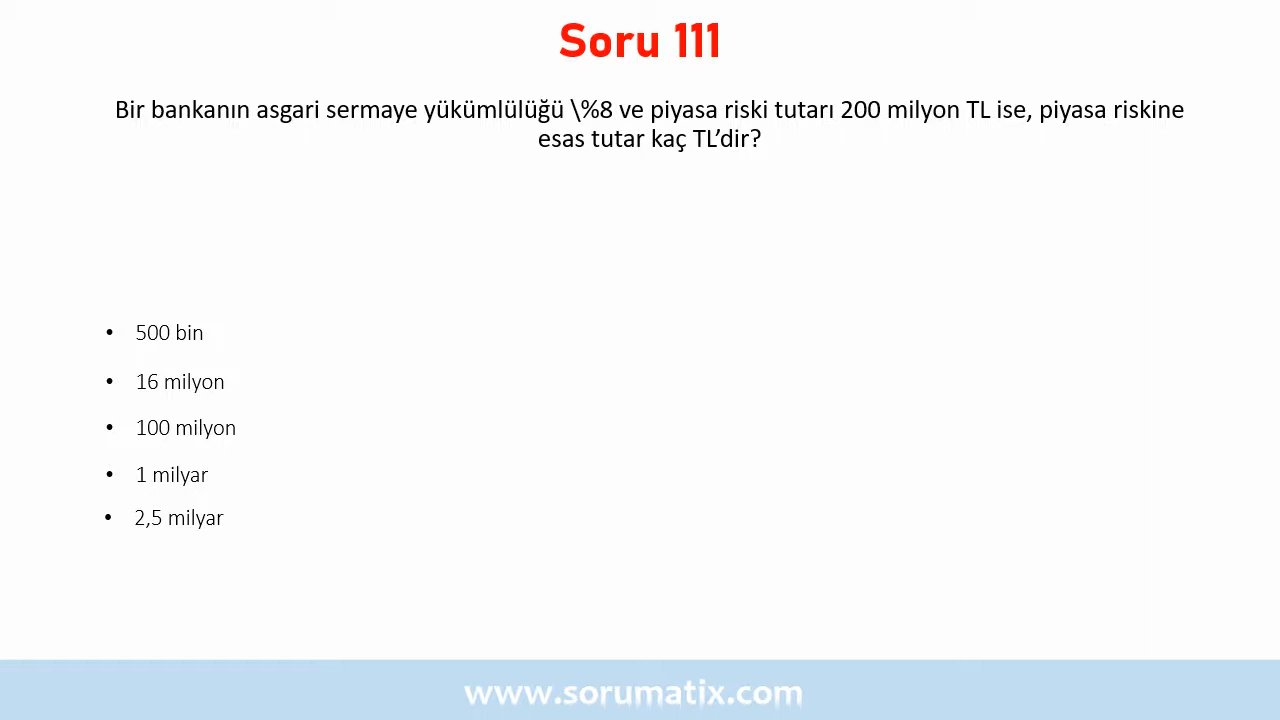 Soru 111
Bir bankanın asgari sermaye yükümlülüğü \%8 ve piyasa riski tutarı 200 milyon TL ise, piyasa riskine
esas tutar kaç TL’dir?
• 500 bin
• 16 milyon
• 100 milyon
• 1 milyar
• 2,5 milyar
www.sorumatix.com